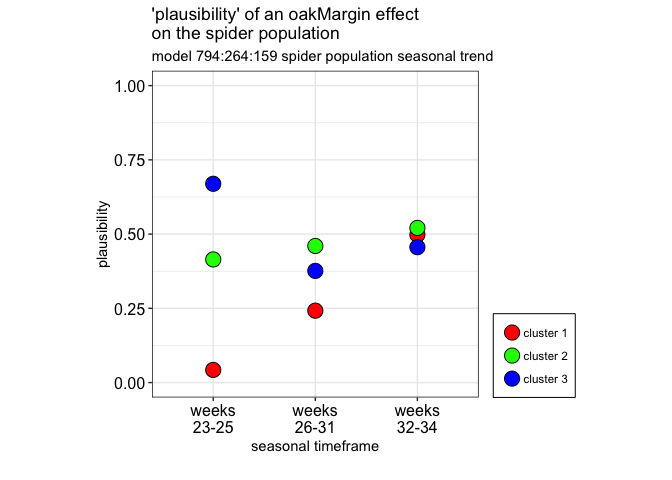 'plausibility' of an oakMargin effect
on the spider population
model 794:264:159 spider population seasonal trend
1.00
0.75
0.50
0.25
0.00
plausibility
weeks
23-25
weeks
26-31
weeks
32-34
seasonal timeframe
cluster 1
cluster 2
cluster 3